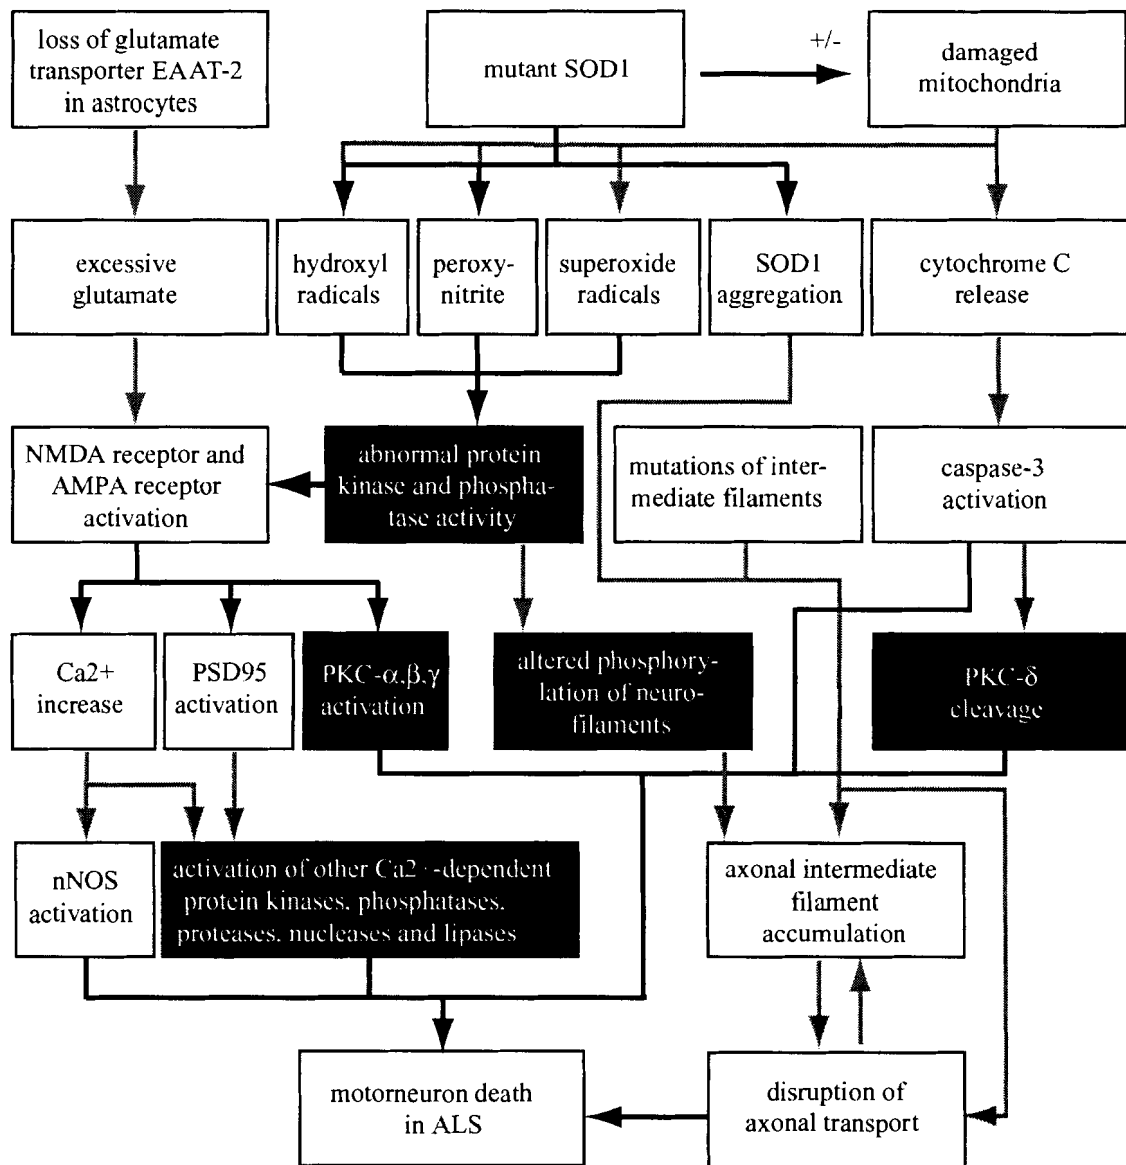 loss of glutamate
transporter EAAT-2
in astrocytes
mutant SOD1
+/-
damaged
mitochondria
excessive
glutamate
hydroxyl
radicals
peroxy-
nitrite
superoxide
radicals
SOD1
aggregation
cytochrome C
release
NMDA receptor and
AMPA receptor
activation
abnormal protein
kinase and phospha-
tase activity
mutations of inter-
mediate filaments
caspase-3
activation
Ca2+
increase
PSD95
activation
PKC-α,β,γ
activation
altered phosphory-
lation of neuro-
filaments
PKC-δ
cleavage
nNOS
activation
activation of other Ca2+-dependent
protein kinases, phosphatases,
proteases, nucleases and lipases
axonal intermediate
filament
accumulation
motorneuron death
in ALS
disruption of
axonal transport